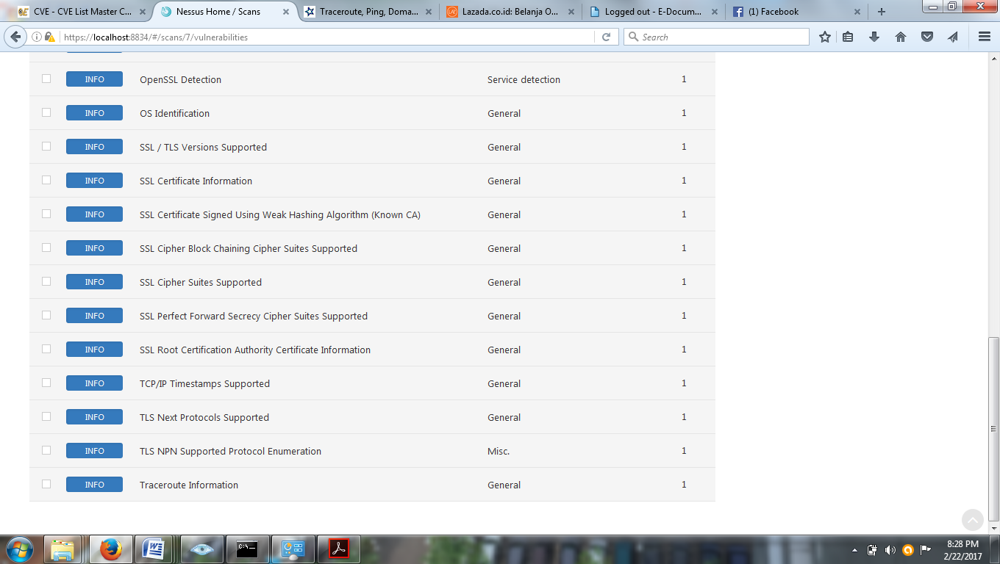 CVE - CVE List Master C...
Nessus Home / Scans
Traceroute, Ping, Doma...
Lazada.co.id: Belanja O...
Logged out - E-Docum...
(1) Facebook
https://localhost:8834/#/scans/7/vulnerabilities
Search
INFO OpenSSL Detection Service detection 1
INFO OS Identification General 1
INFO SSL / TLS Versions Supported General 1
INFO SSL Certificate Information General 1
INFO SSL Certificate Signed Using Weak Hashing Algorithm (Known CA) General 1
INFO SSL Cipher Block Chaining Cipher Suites Supported General 1
INFO SSL Cipher Suites Supported General 1
INFO SSL Perfect Forward Secrecy Cipher Suites Supported General 1
INFO SSL Root Certification Authority Certificate Information General 1
INFO TCP/IP Timestamps Supported General 1
INFO TLS Next Protocols Supported General 1
INFO TLS NPN Supported Protocol Enumeration Misc. 1
INFO Traceroute Information General 1
C:\
8:28 PM
2/22/2017